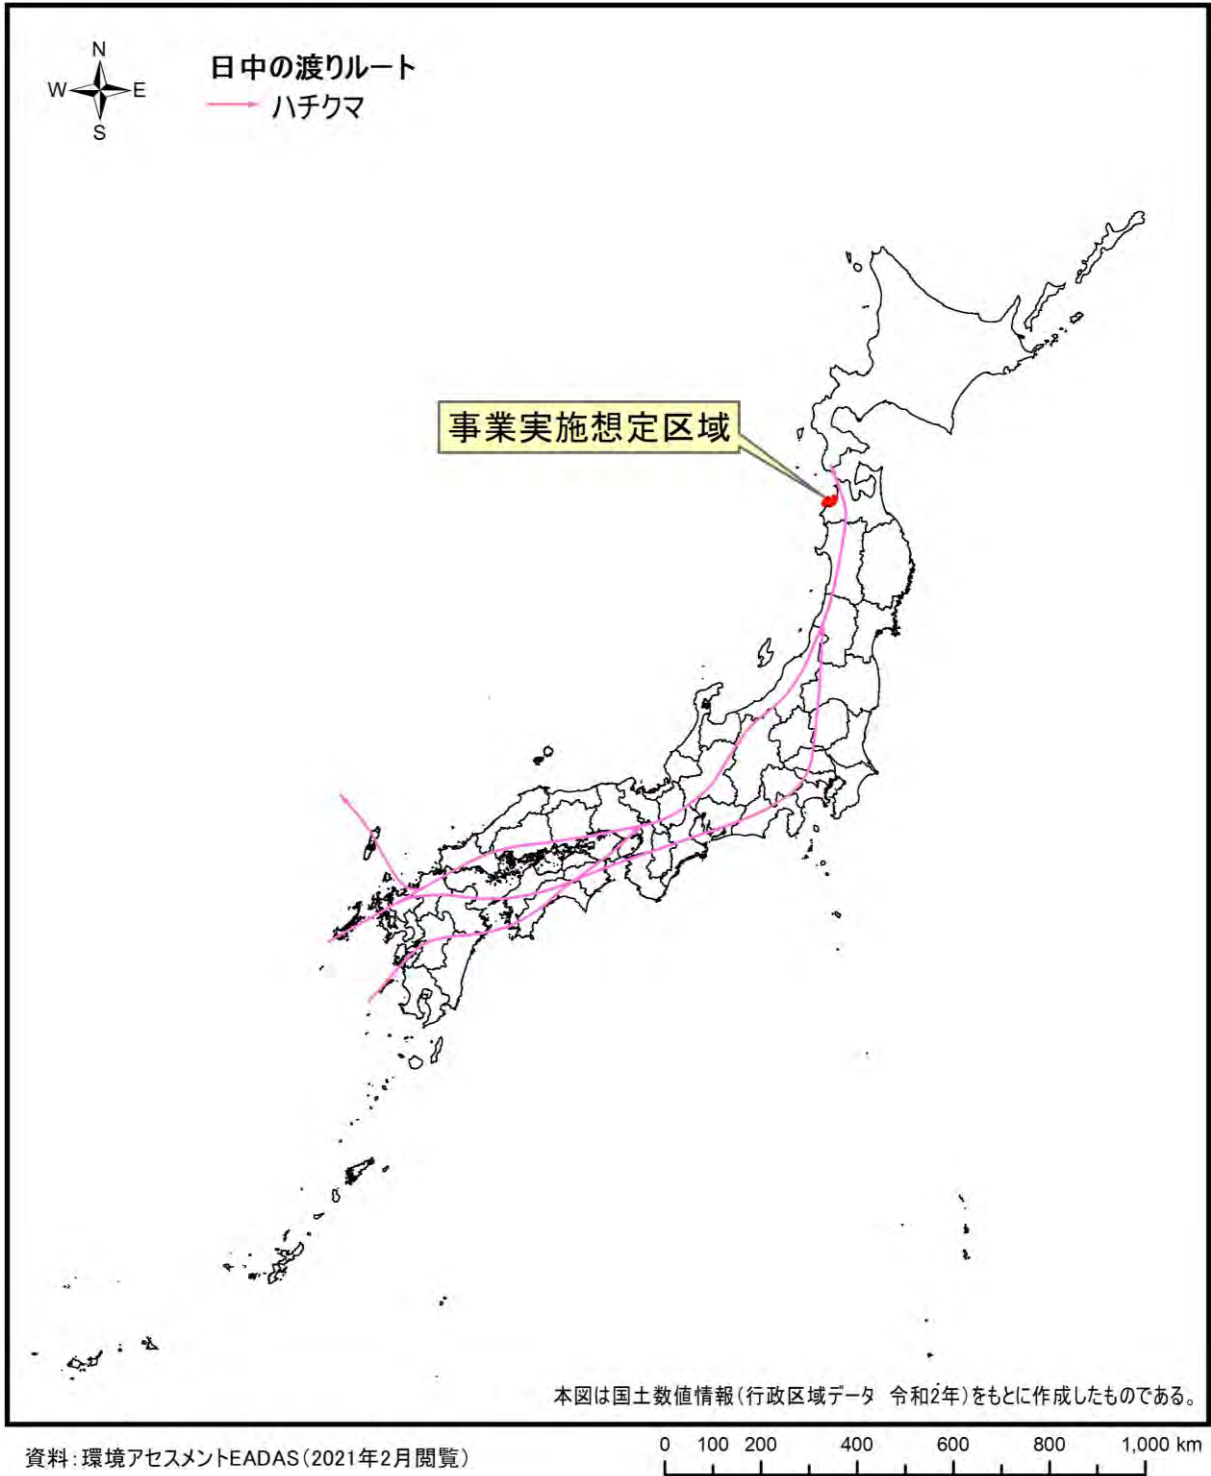 N
日中の渡りルート
W E
ハチクマ
S
事業実施想定区域
本図は国土数値情報(行政区域データ 令和2年)をもとに作成したものである。
資料:環境アセスメントEADAS(2021年2月閲覧)
0 100 200 400 600 800 1,000 km